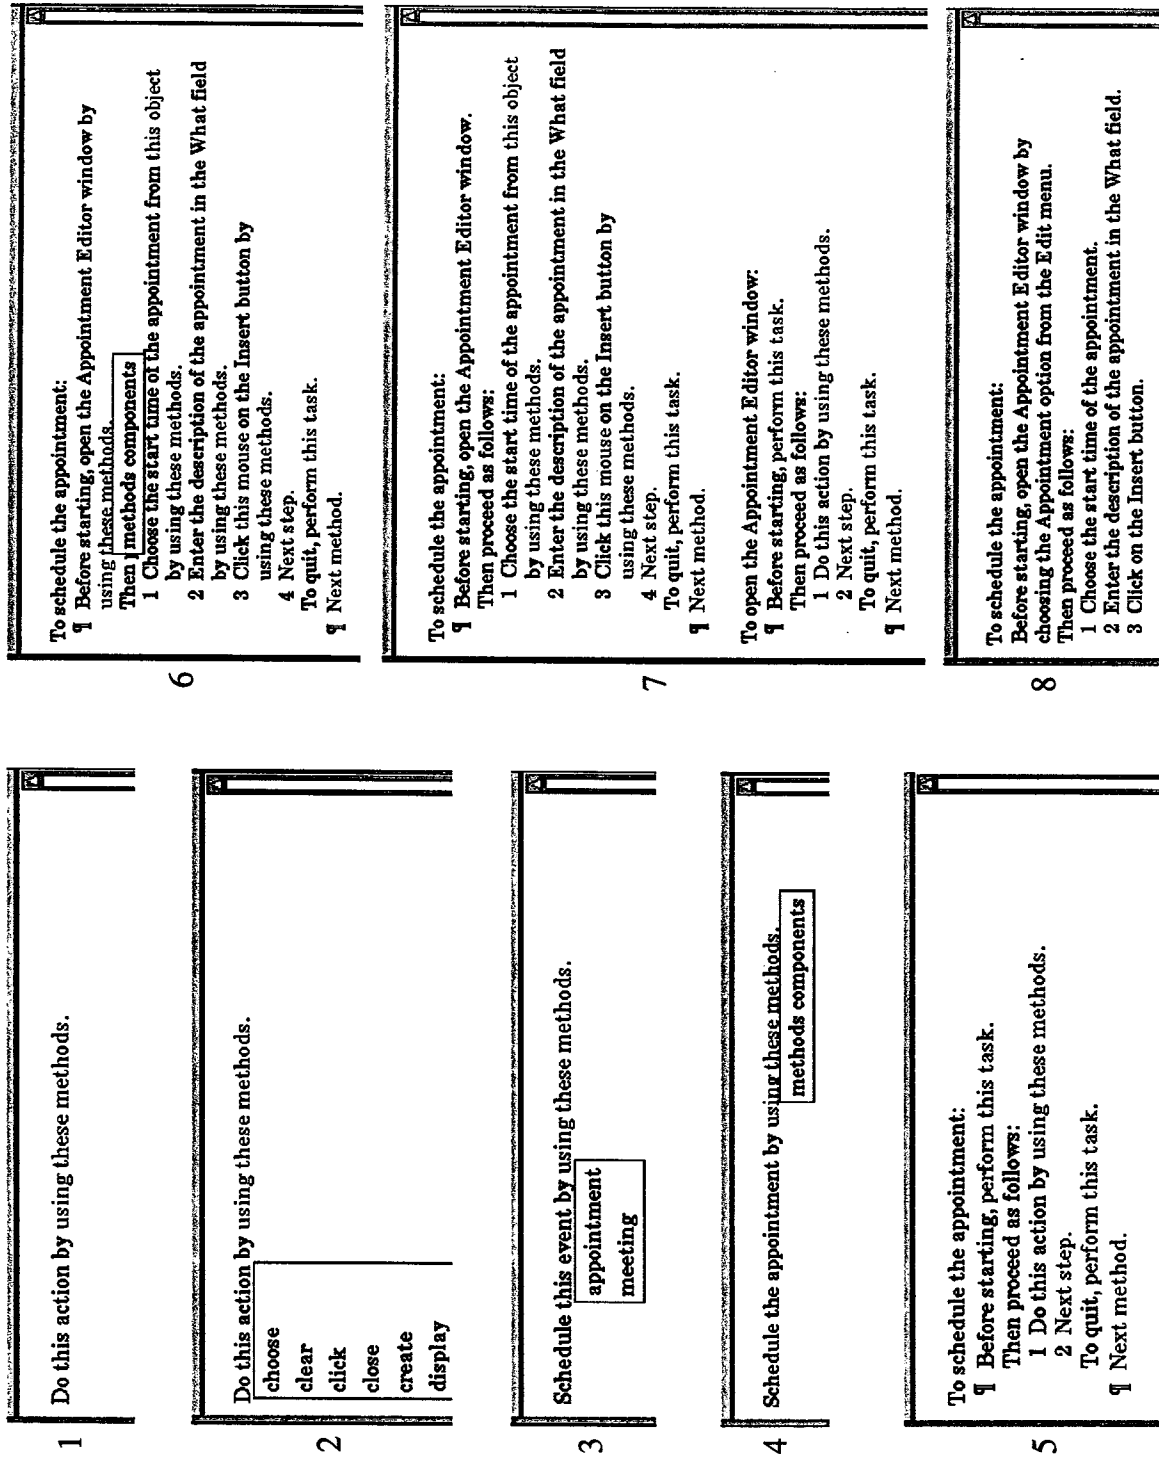 1
Do this action by using these methods.
2
Do this action by using these methods.
choose
clear
click
close
create
display
3
Schedule this event by using these methods.
appointment
meeting
4
Schedule the appointment by using these methods.
methods components
5
To schedule the appointment:
¶ Before starting, perform this task.
Then proceed as follows:
1 Do this action by using these methods.
2 Next step.
To quit, perform this task.
¶ Next method.
6
To schedule the appointment:
¶ Before starting, open the Appointment Editor window by
using these methods.
Then methods components
1 Choose the start time of the appointment from this object
by using these methods.
2 Enter the description of the appointment in the What field
by using these methods.
3 Click this mouse on the Insert button by
using these methods.
4 Next step.
To quit, perform this task.
¶ Next method.
7
To schedule the appointment:
¶ Before starting, open the Appointment Editor window.
Then proceed as follows:
1 Choose the start time of the appointment from this object
by using these methods.
2 Enter the description of the appointment in the What field
by using these methods.
3 Click this mouse on the Insert button by
using these methods.
4 Next step.
To quit, perform this task.
¶ Next method.
To open the Appointment Editor window:
¶ Before starting, perform this task.
Then proceed as follows:
1 Do this action by using these methods.
2 Next step.
To quit, perform this task.
¶ Next method.
8
To schedule the appointment:
Before starting, open the Appointment Editor window by
choosing the Appointment option from the Edit menu.
Then proceed as follows:
1 Choose the start time of the appointment.
2 Enter the description of the appointment in the What field.
3 Click on the Insert button.